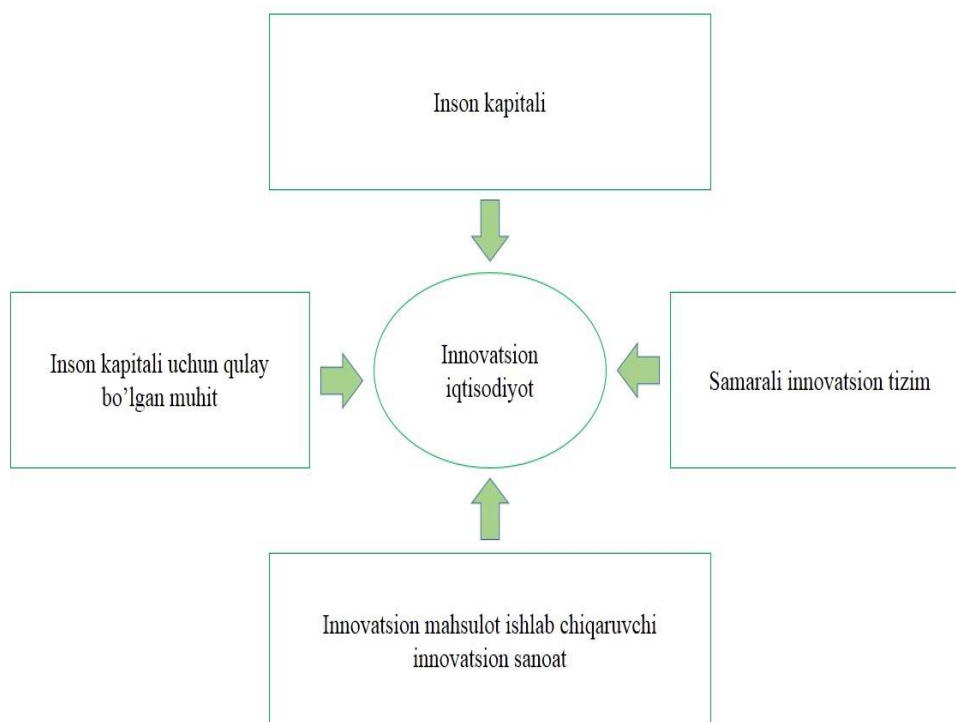 Inson kapitali
Inson kapitali uchun qulay
bo’lgan muhit
Innovatsion
iqtisodiyot
Samarali innovatsion tizim
Innovatsion mahsulot ishlab chiqaruvchi
innovatsion sanoat